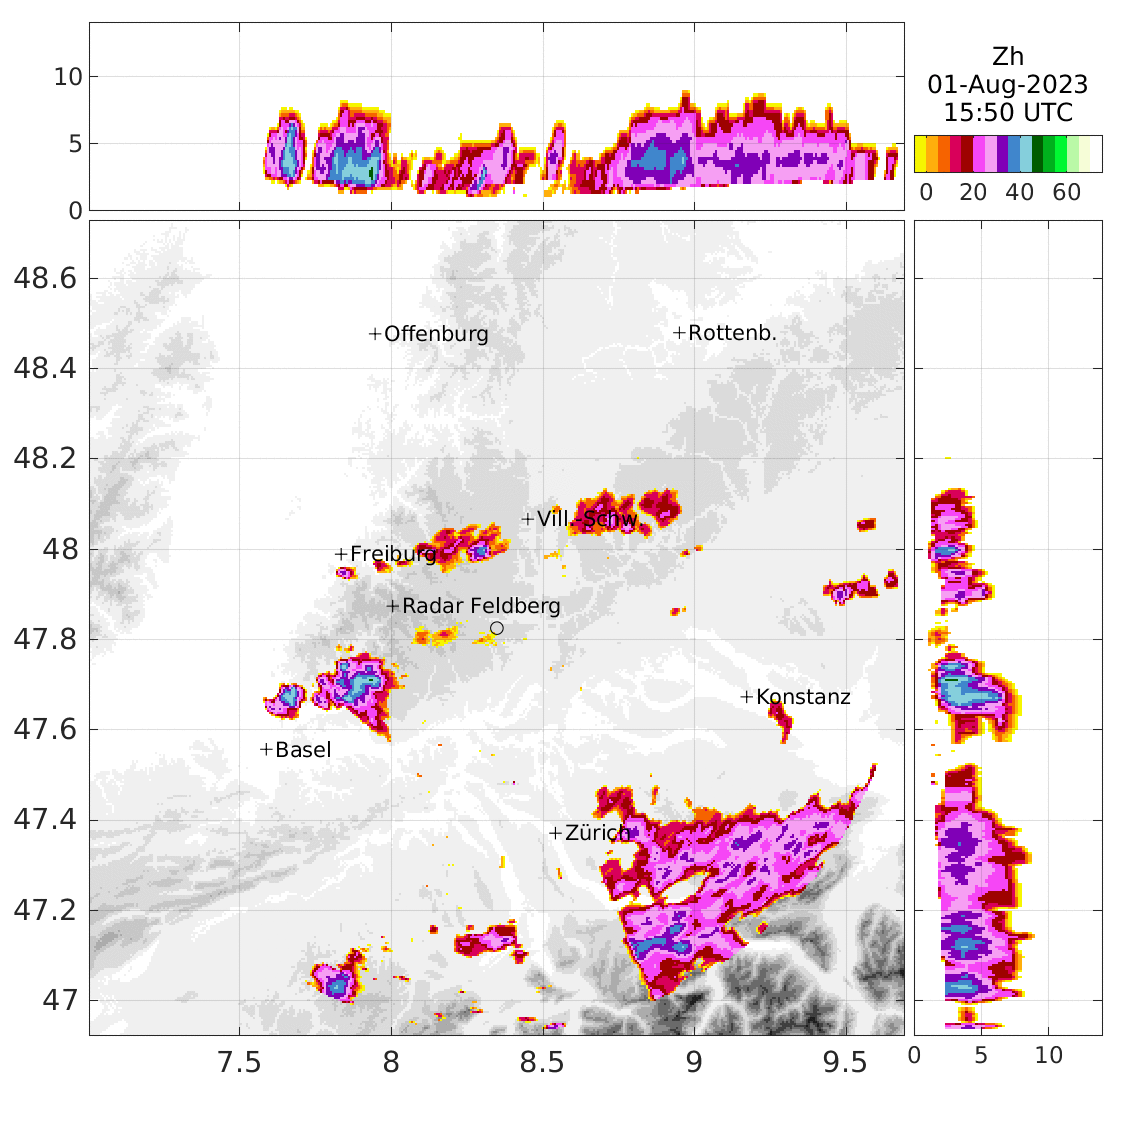 10
5
0
Zh
01-Aug-2023
15:50 UTC
0 20 40 60
48.6
48.4
48.2
48
47.8
47.6
47.4
47.2
47
+Offenburg
+Rottenb.
+Vill.-Schw.
+Freiburg
+Radar Feldberg
+Konstanz
+Basel
+Zürich
7.5 8 8.5 9 9.5
0 5 10